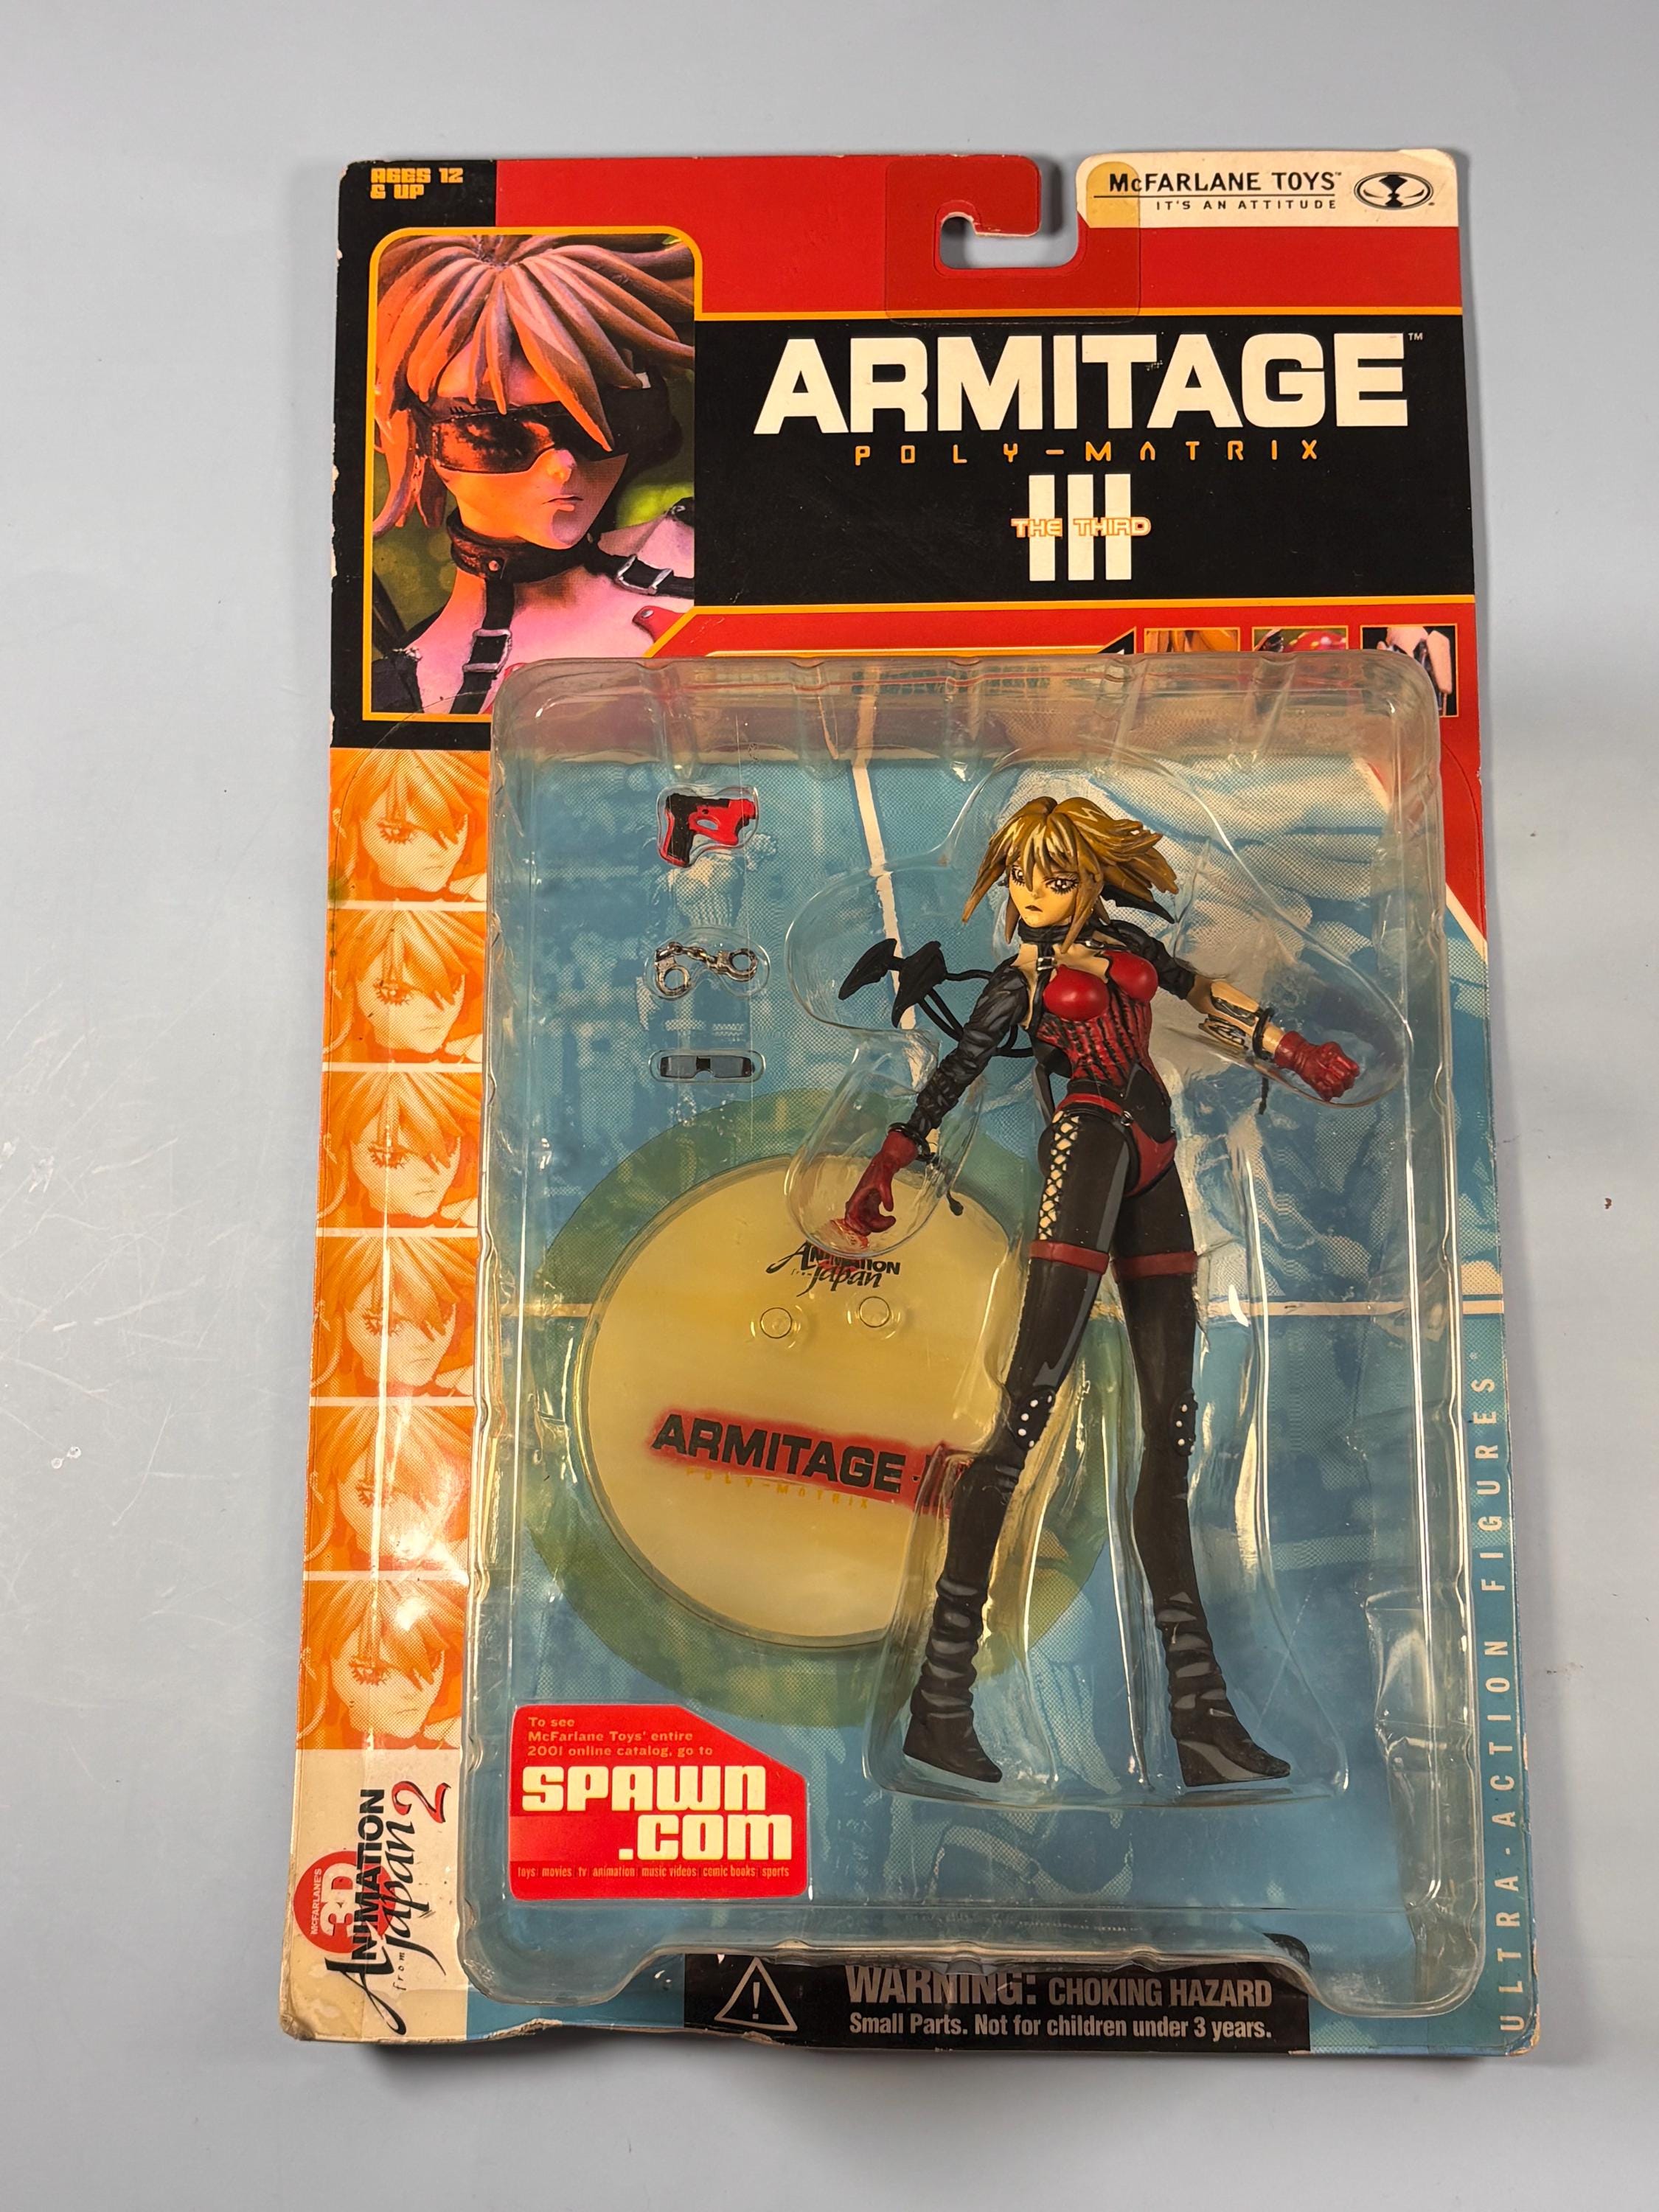 AGES 12
& UP
McFARLANE TOYS™
IT'S AN ATTITUDE
ARMITAGE™
POLY-MATRIX
III
THE THIRD
ANIMATION
from Japan
ARMITAGE
POLY-MATRIX
To see
McFarlane Toys' entire
2001 online catalog, go to
SPAWN
.COM
toys movies tv animation music videos comic books sports
McFARLANE'S
3D
ANIMATION
from Japan 2
ULTRA-ACTION FIGURES
WARNING: CHOKING HAZARD
Small Parts. Not for children under 3 years.